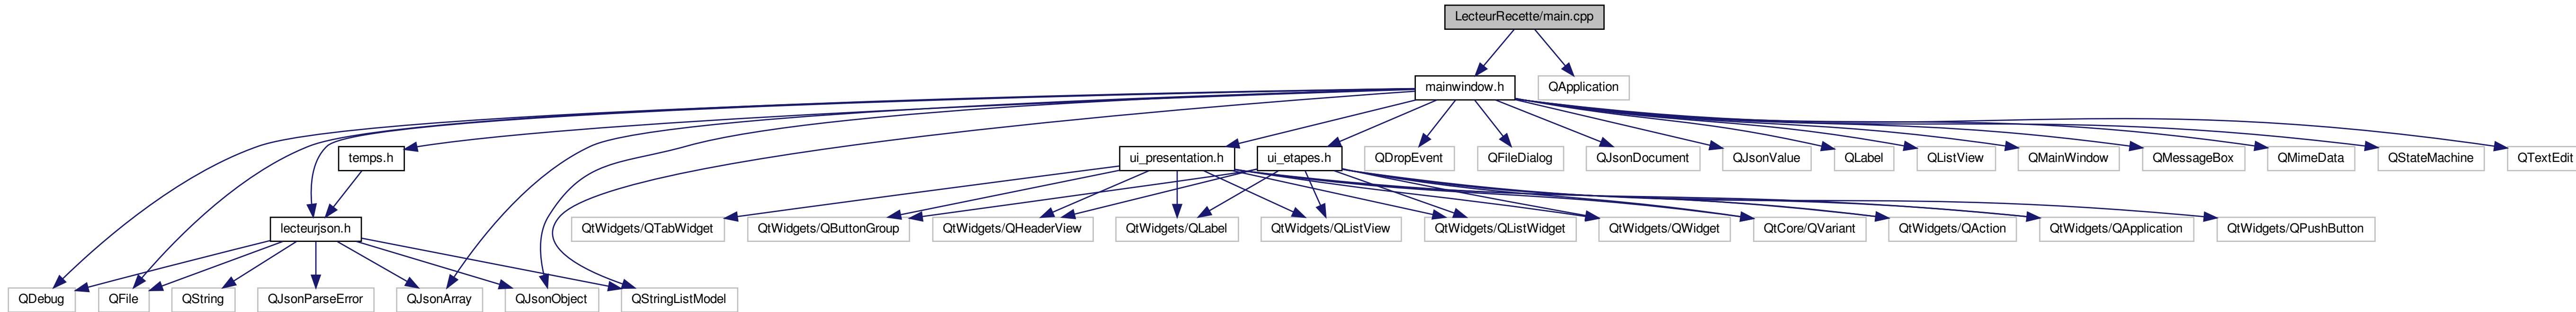 LecteurRecette/main.cpp
mainwindow.h
QApplication
temps.h
ui_presentation.h
ui_etapes.h
QDropEvent
QFileDialog
QJsonDocument
QJsonValue
QLabel
QListView
QMainWindow
QMessageBox
QMimeData
QStateMachine
QTextEdit
lecteurjson.h
QtWidgets/QTabWidget
QtWidgets/QButtonGroup
QtWidgets/QHeaderView
QtWidgets/QLabel
QtWidgets/QListView
QtWidgets/QListWidget
QtWidgets/QWidget
QtCore/QVariant
QtWidgets/QAction
QtWidgets/QApplication
QtWidgets/QPushButton
QDebug
QFile
QString
QJsonParseError
QJsonArray
QJsonObject
QStringListModel